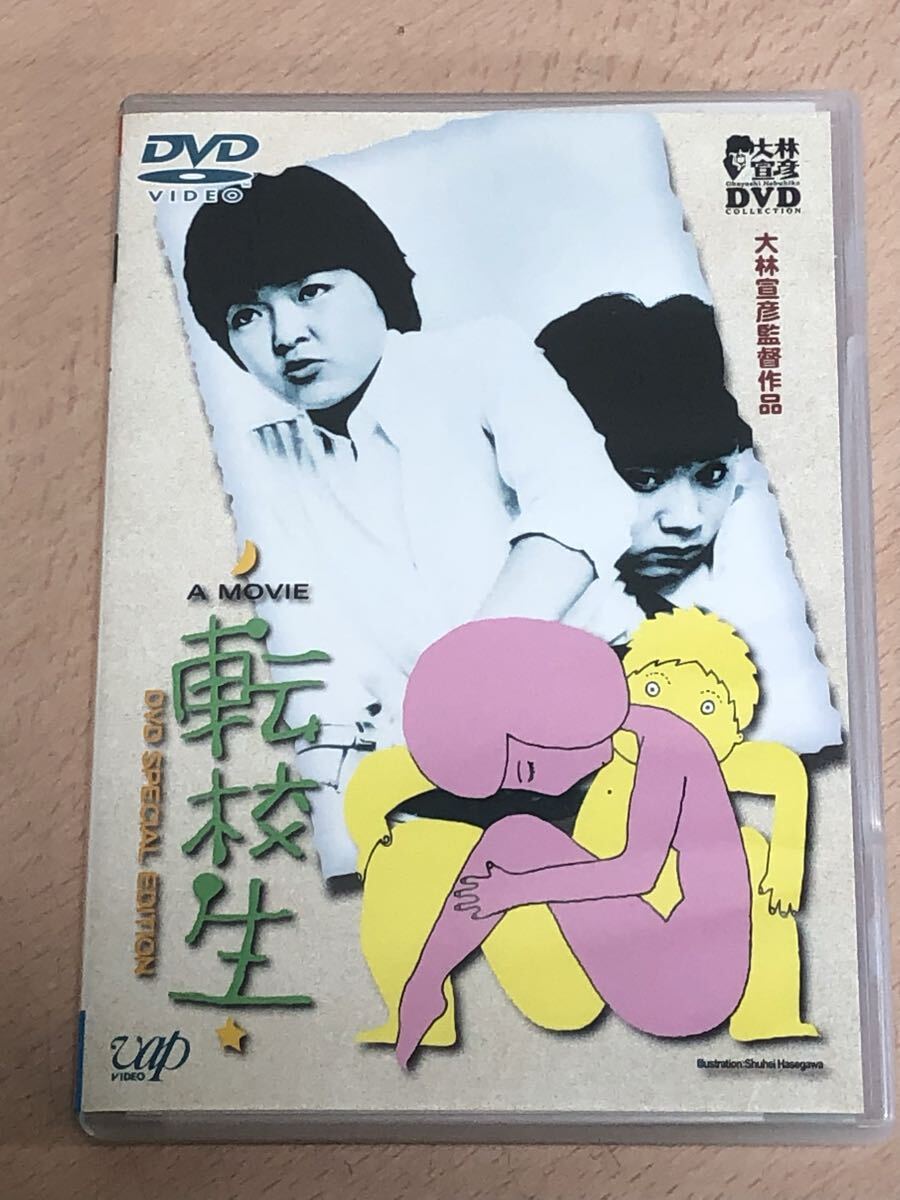 DVD
VIDEO
大林
宣彦
Obayashi Nobuhiko
DVD
COLLECTION
大林宣彦監督作品
A MOVIE
転校生
DVD SPECIAL EDITION
vap
VIDEO
Illustration:Shuhei Hasegawa